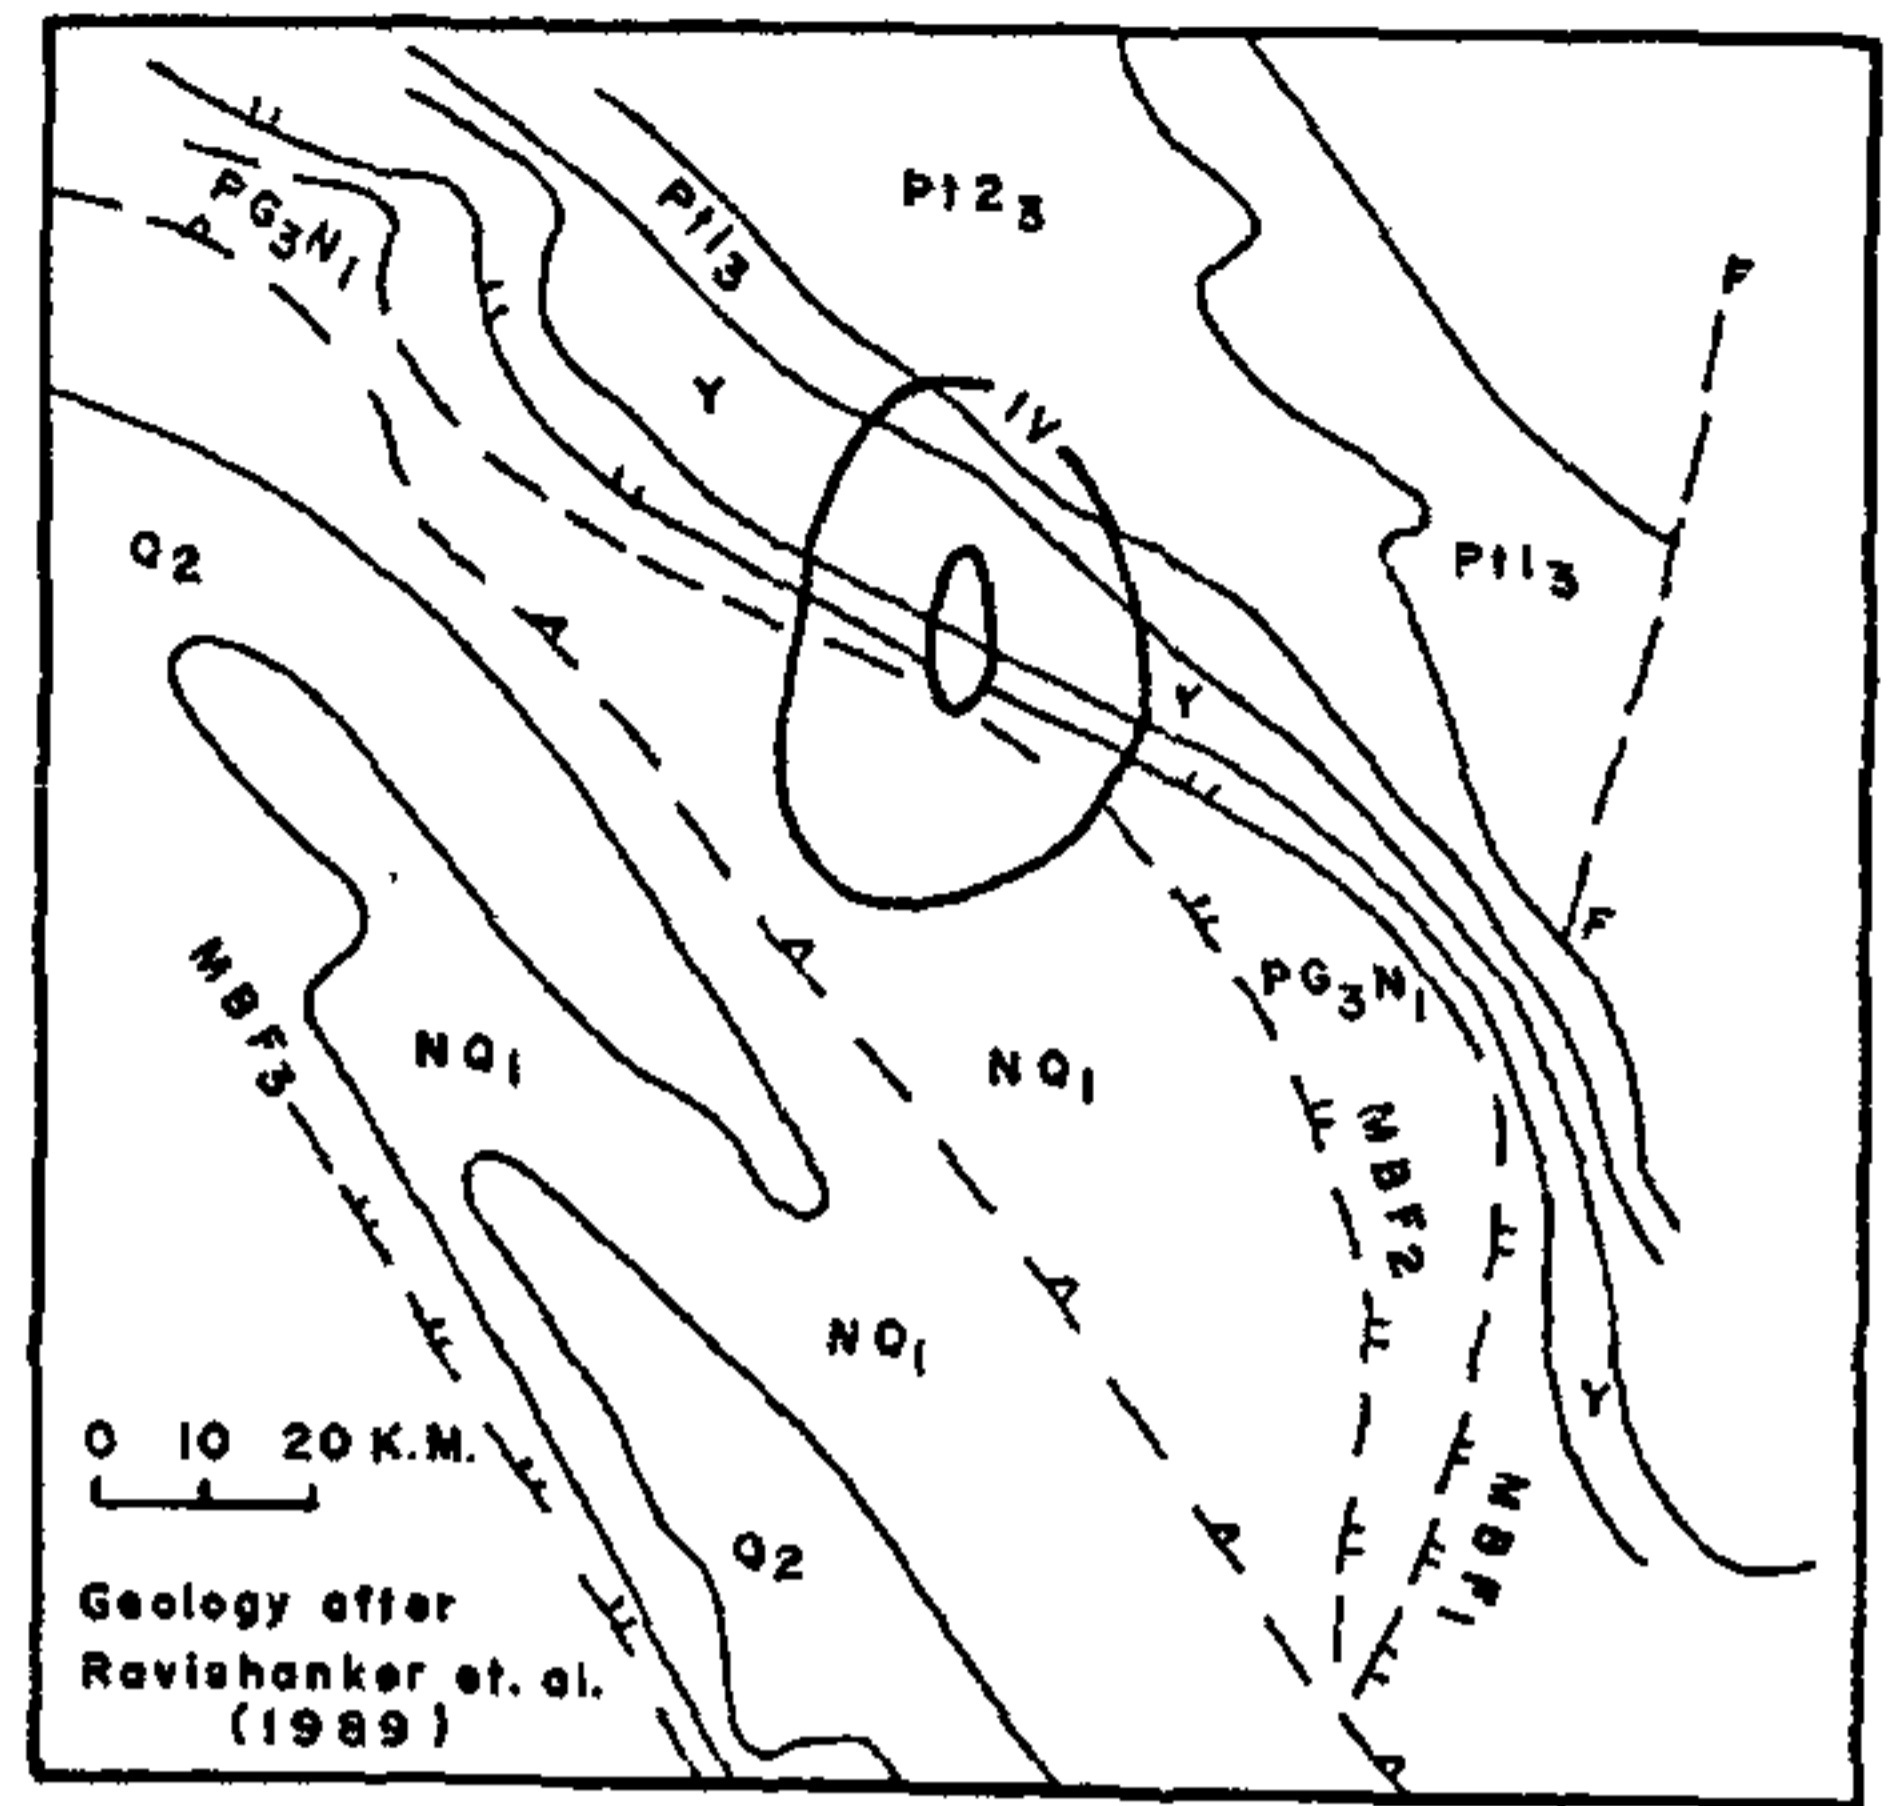 PG3N1
Pt13
Pt23
F
Y
IV
Q2
Pt13
Y
F
MBF3
PG3N1
NQ1
NQ1
MBF2
NQ1
Y
0 10 20 K.M.
MBF1
Q2
Geology after
Ravishanker et. al.
(1989)